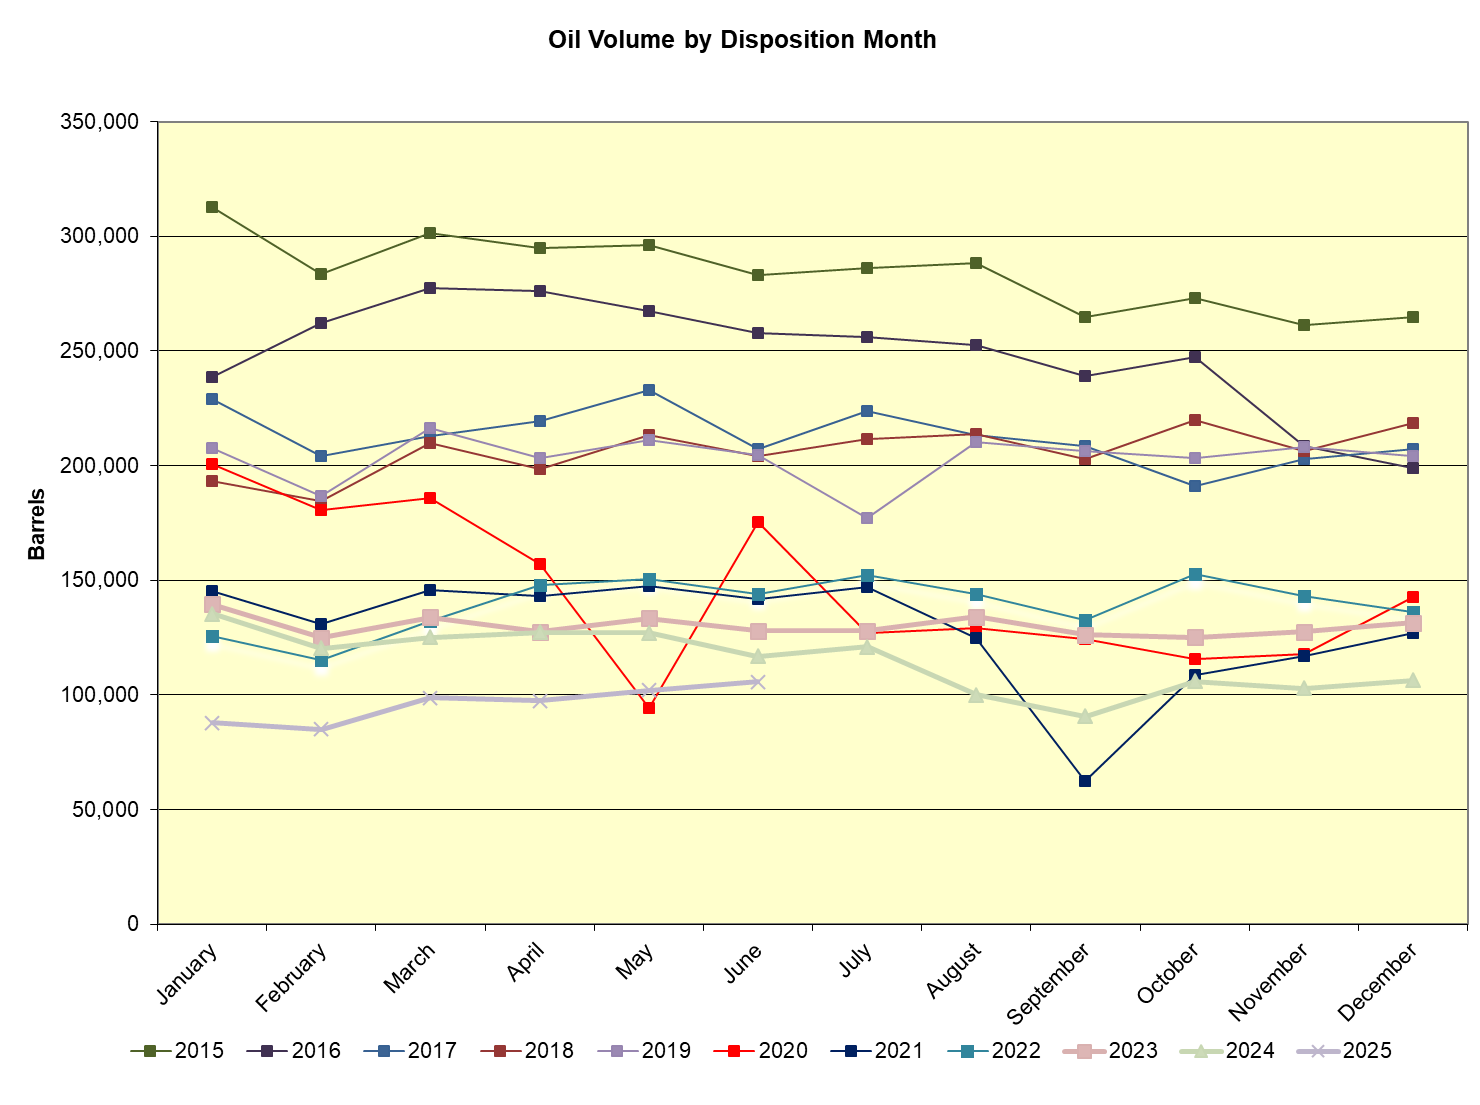 Oil Volume by Disposition Month
350,000
300,000
250,000
200,000
150,000
100,000
50,000
0
Barrels
January
February
March
April
May
June
July
August
September
October
November
December
2015 2016 2017 2018 2019 2020 2021 2022 2023 2024 2025